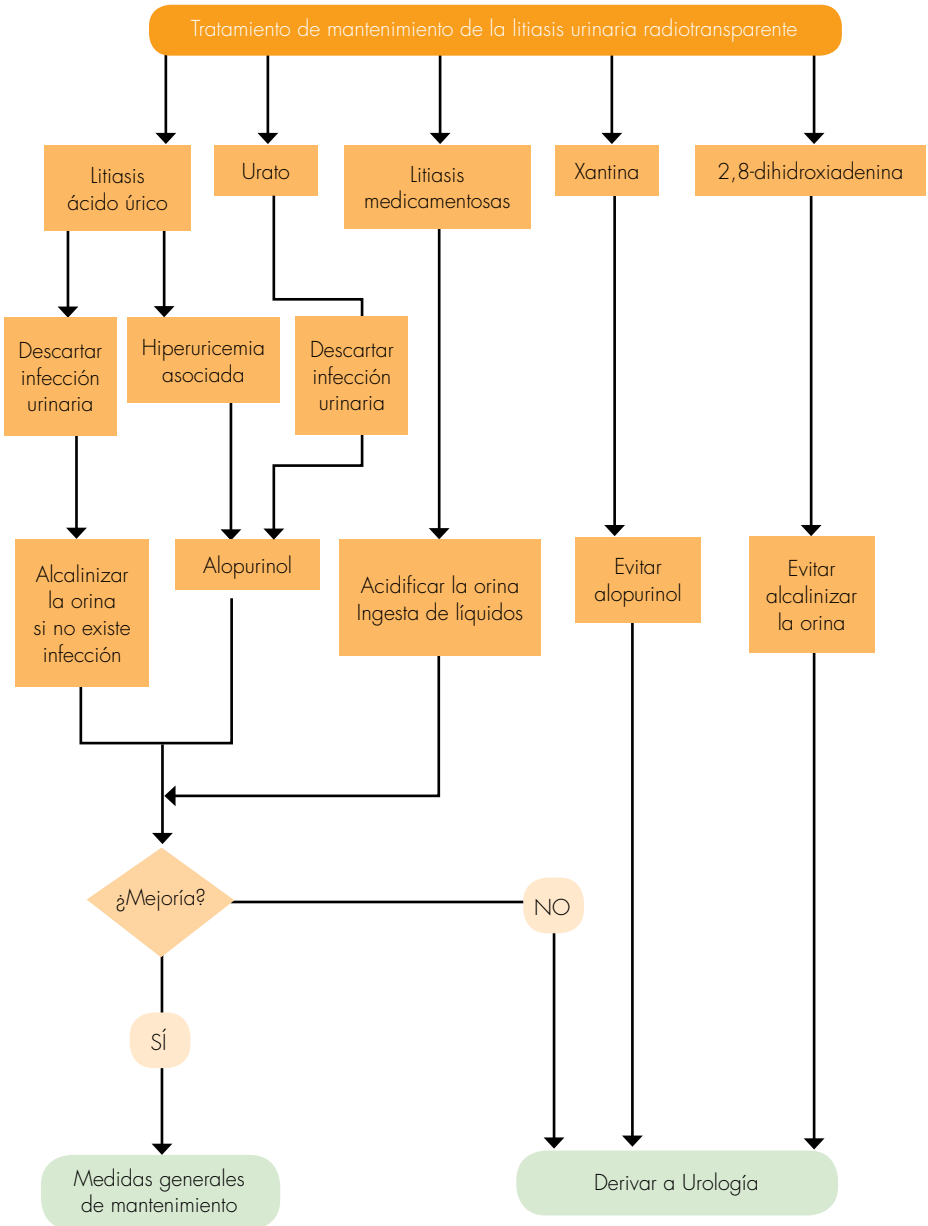 Tratamiento de mantenimiento de la litiasis urinaria radiotransparente
Litiasis
ácido úrico
Urato
Litiasis
medicamentosas
Xantina
2,8-dihidroxiadenina
Descartar
infección
urinaria
Hiperuricemia
asociada
Descartar
infección
urinaria
Alcalinizar
la orina
si no existe
infección
Alopurinol
Acidificar la orina
Ingesta de líquidos
Evitar
alopurinol
Evitar
alcalinizar
la orina
¿Mejoría?
NO
SÍ
Medidas generales
de mantenimiento
Derivar a Urología